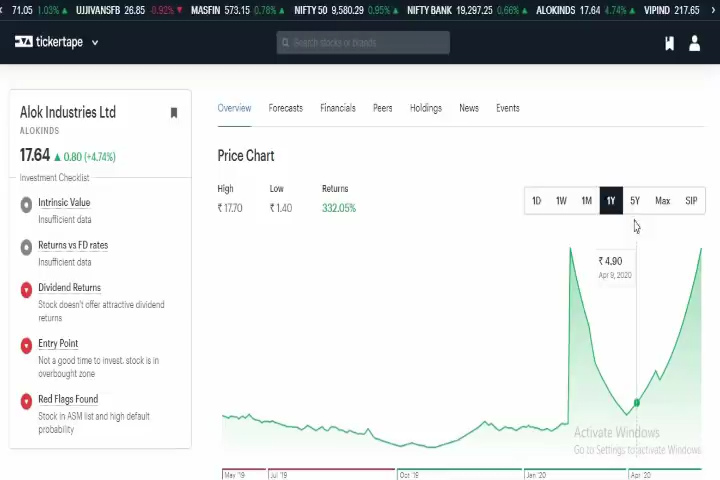 71.05 1.03% ▲ UJJIVANSFB 26.85 -0.92% ▼ MASFIN 573.15 0.78% ▲ NIFTY 50 9,580.29 0.95% ▲ NIFTY BANK 19,297.25 0.66% ▲ ALOKINDS 17.64 4.74% ▲ VIPIND 217.65
tickertape
Search stocks or brands
Alok Industries Ltd
ALOKINDS
17.64 ▲ 0.80 (+4.74%)
Investment Checklist
Intrinsic Value
Insufficient data
Returns vs FD rates
Insufficient data
Dividend Returns
Stock doesn't offer attractive dividend
returns
Entry Point
Not a good time to invest, stock is in
overbought zone
Red Flags Found
Stock in ASM list and high default
probability
Overview Forecasts Financials Peers Holdings News Events
Price Chart
High Low Returns
₹ 17.70 ₹ 1.40 332.05%
1D 1W 1M 1Y 5Y Max SIP
₹ 4.90
Apr 9, 2020
Activate Windows
Go to Settings to activate Windows
May '19 Jul '19 Oct '19 Jan '20 Apr '20